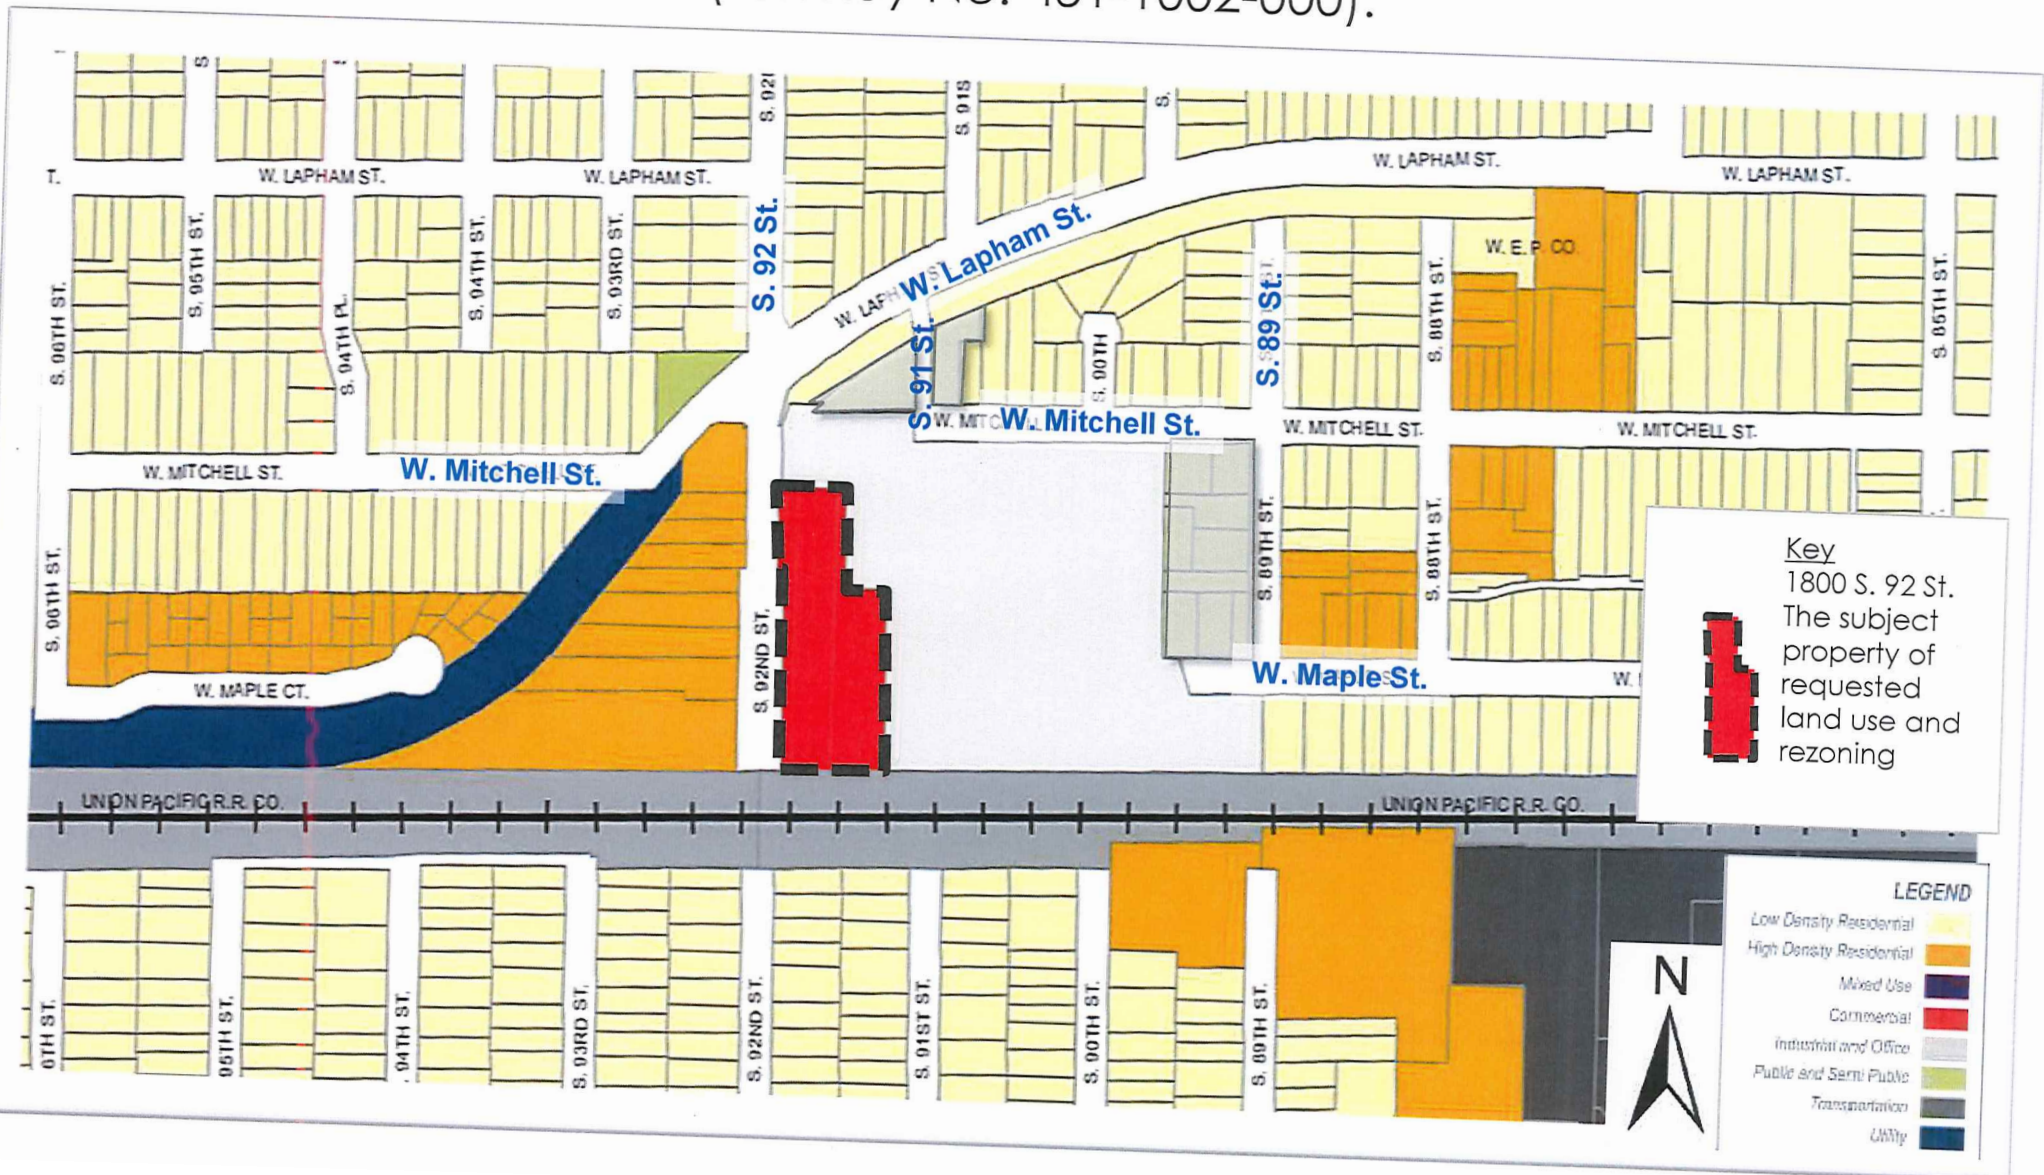 W. LAPHAM ST.
W. LAPHAM ST.
W. LAPHAM ST.
W. LAPHAM ST.
T.
S. 92 St.
W. Lapham St.
S. 96TH ST.
S. 95TH ST.
S. 94TH PL.
S. 94TH ST.
S. 93RD ST.
S. 91 St.
S. 90TH
S. 89 St.
S. 88TH ST.
W. E. P. CO.
S. 85TH ST.
W. MITCHELL ST.
W. Mitchell St.
W. Mitchell St.
W. MITCHELL ST.
W. MITCHELL ST.
S. 96TH ST.
W. MAPLE CT.
S. 92ND ST.
S. 89TH ST.
S. 88TH ST.
W. Maple St.
Key
1800 S. 92 St.
The subject
property of
requested
land use and
rezoning
UNION PACIFIC R.R. CO.
UNION PACIFIC R.R. CO.
6TH ST.
95TH ST.
94TH ST.
S. 93RD ST.
S. 92ND ST.
S. 91ST ST.
S. 90TH ST.
S. 89TH ST.
N
LEGEND
Low Density Residential
High Density Residential
Mixed Use
Commercial
Industrial and Office
Public and Semi Public
Transportation
Utility